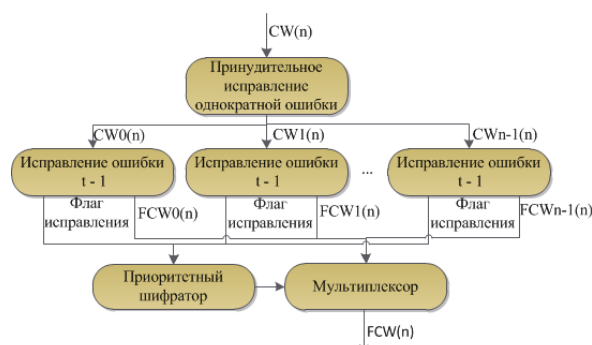 CW(n)
Принудительное
исправление
однократной ошибки
CW0(n)
CW1(n)
CWn-1(n)
Исправление ошибки
t - 1
Исправление ошибки
t - 1
...
Исправление ошибки
t - 1
Флаг
исправления
FCW0(n)
Флаг
исправления
FCW1(n)
Флаг
исправления
FCWn-1(n)
Приоритетный
шифратор
Мультиплексор
FCW(n)